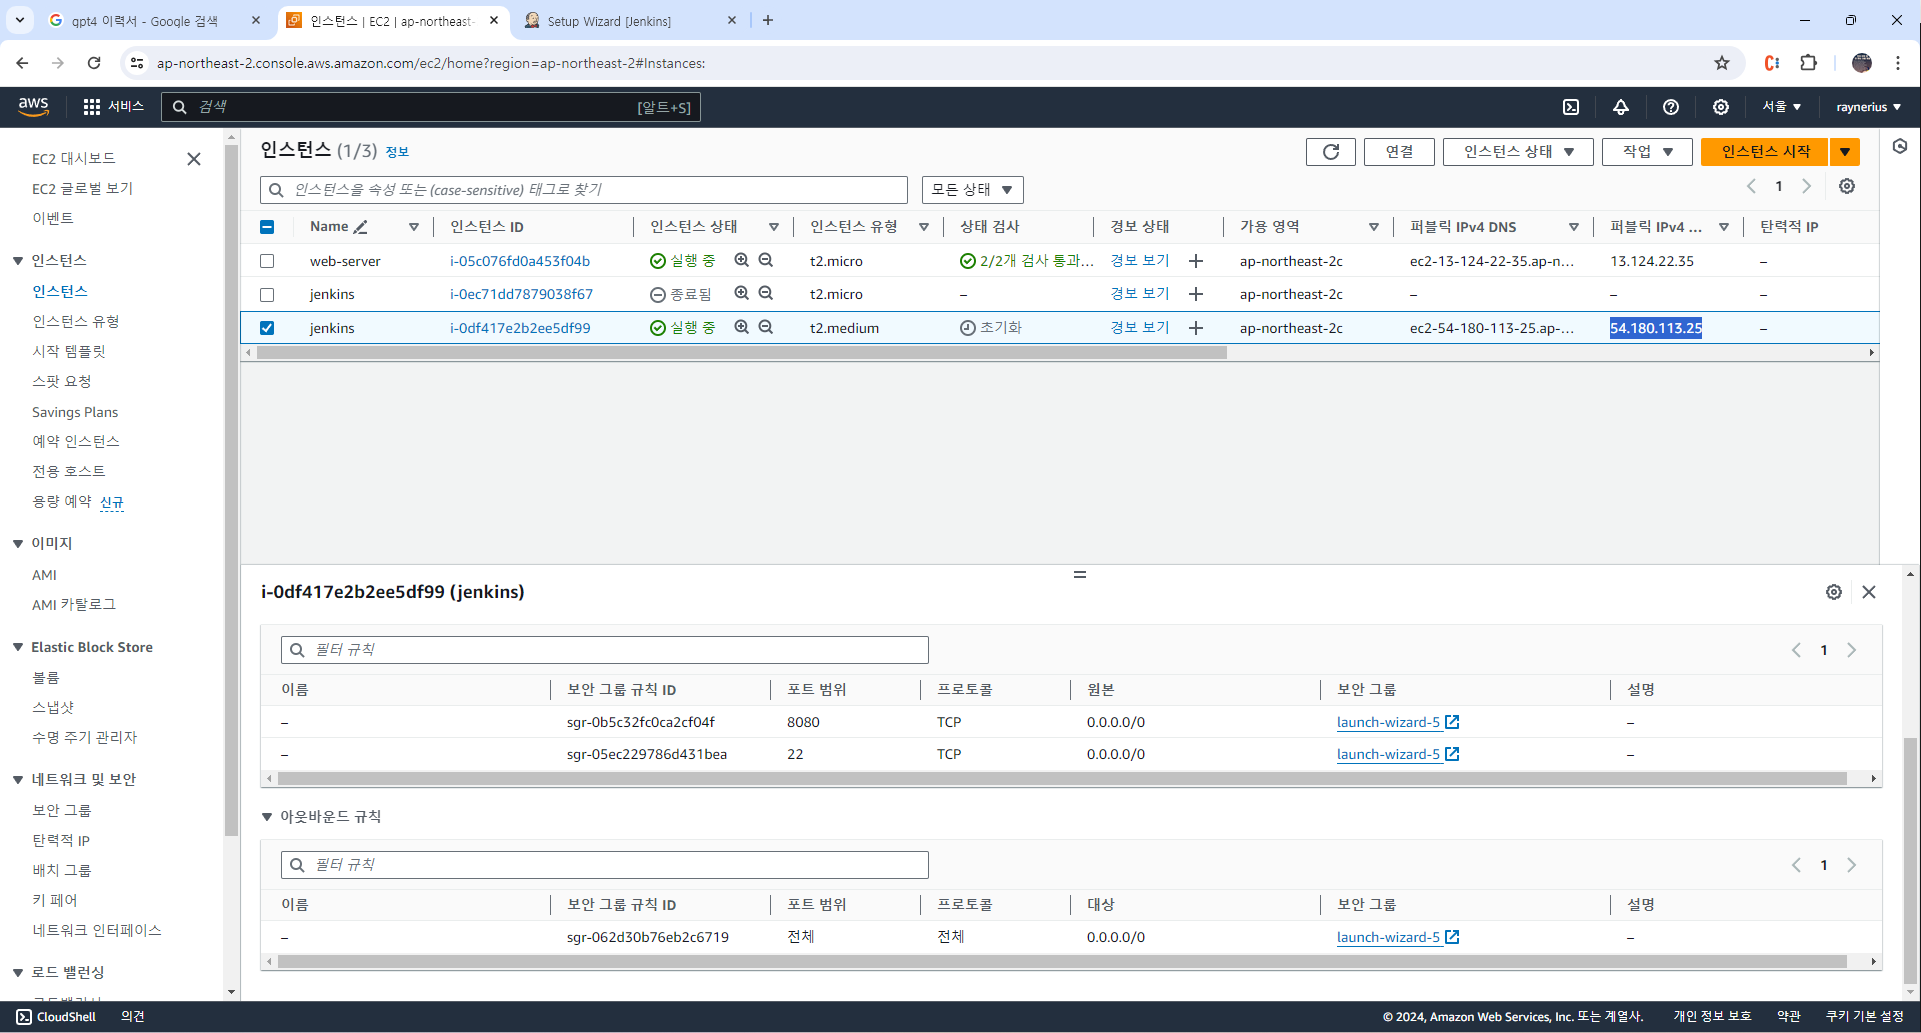 gpt4 이력서 - Google 검색
인스턴스 | EC2 | ap-northeast-
Setup Wizard [Jenkins]
ap-northeast-2.console.aws.amazon.com/ec2/home?region=ap-northeast-2#Instances:
aws
서비스
검색
[알트+S]
서울
raynerius
EC2 대시보드
EC2 글로벌 보기
이벤트
인스턴스
인스턴스
인스턴스 유형
시작 템플릿
스팟 요청
Savings Plans
예약 인스턴스
전용 호스트
용량 예약 신규
이미지
AMI
AMI 카탈로그
Elastic Block Store
볼륨
스냅샷
수명 주기 관리자
네트워크 및 보안
보안 그룹
탄력적 IP
배치 그룹
키 페어
네트워크 인터페이스
로드 밸런싱
인스턴스 (1/3) 정보
연결
인스턴스 상태
작업
인스턴스 시작
인스턴스을 속성 또는 (case-sensitive) 태그로 찾기
모든 상태
1
Name 인스턴스 ID 인스턴스 상태 인스턴스 유형 상태 검사 경보 상태 가용 영역 퍼블릭 IPv4 DNS 퍼블릭 IPv4 ... 탄력적 IP
web-server i-05c076fd0a453f04b 실행 중 t2.micro 2/2개 검사 통과... 경보 보기 + ap-northeast-2c ec2-13-124-22-35.ap-n... 13.124.22.35 –
jenkins i-0ec71dd7879038f67 종료됨 t2.micro – 경보 보기 + ap-northeast-2c – – –
jenkins i-0df417e2b2ee5df99 실행 중 t2.medium 초기화 경보 보기 + ap-northeast-2c ec2-54-180-113-25.ap-... 54.180.113.25 –
i-0df417e2b2ee5df99 (jenkins)
필터 규칙
1
이름 보안 그룹 규칙 ID 포트 범위 프로토콜 원본 보안 그룹 설명
– sgr-0b5c32fc0ca2cf04f 8080 TCP 0.0.0.0/0 launch-wizard-5 –
– sgr-05ec229786d431bea 22 TCP 0.0.0.0/0 launch-wizard-5 –
아웃바운드 규칙
필터 규칙
1
이름 보안 그룹 규칙 ID 포트 범위 프로토콜 대상 보안 그룹 설명
– sgr-062d30b76eb2c6719 전체 전체 0.0.0.0/0 launch-wizard-5 –
CloudShell
의견
© 2024, Amazon Web Services, Inc. 또는 계열사.
개인 정보 보호
약관
쿠키 기본 설정